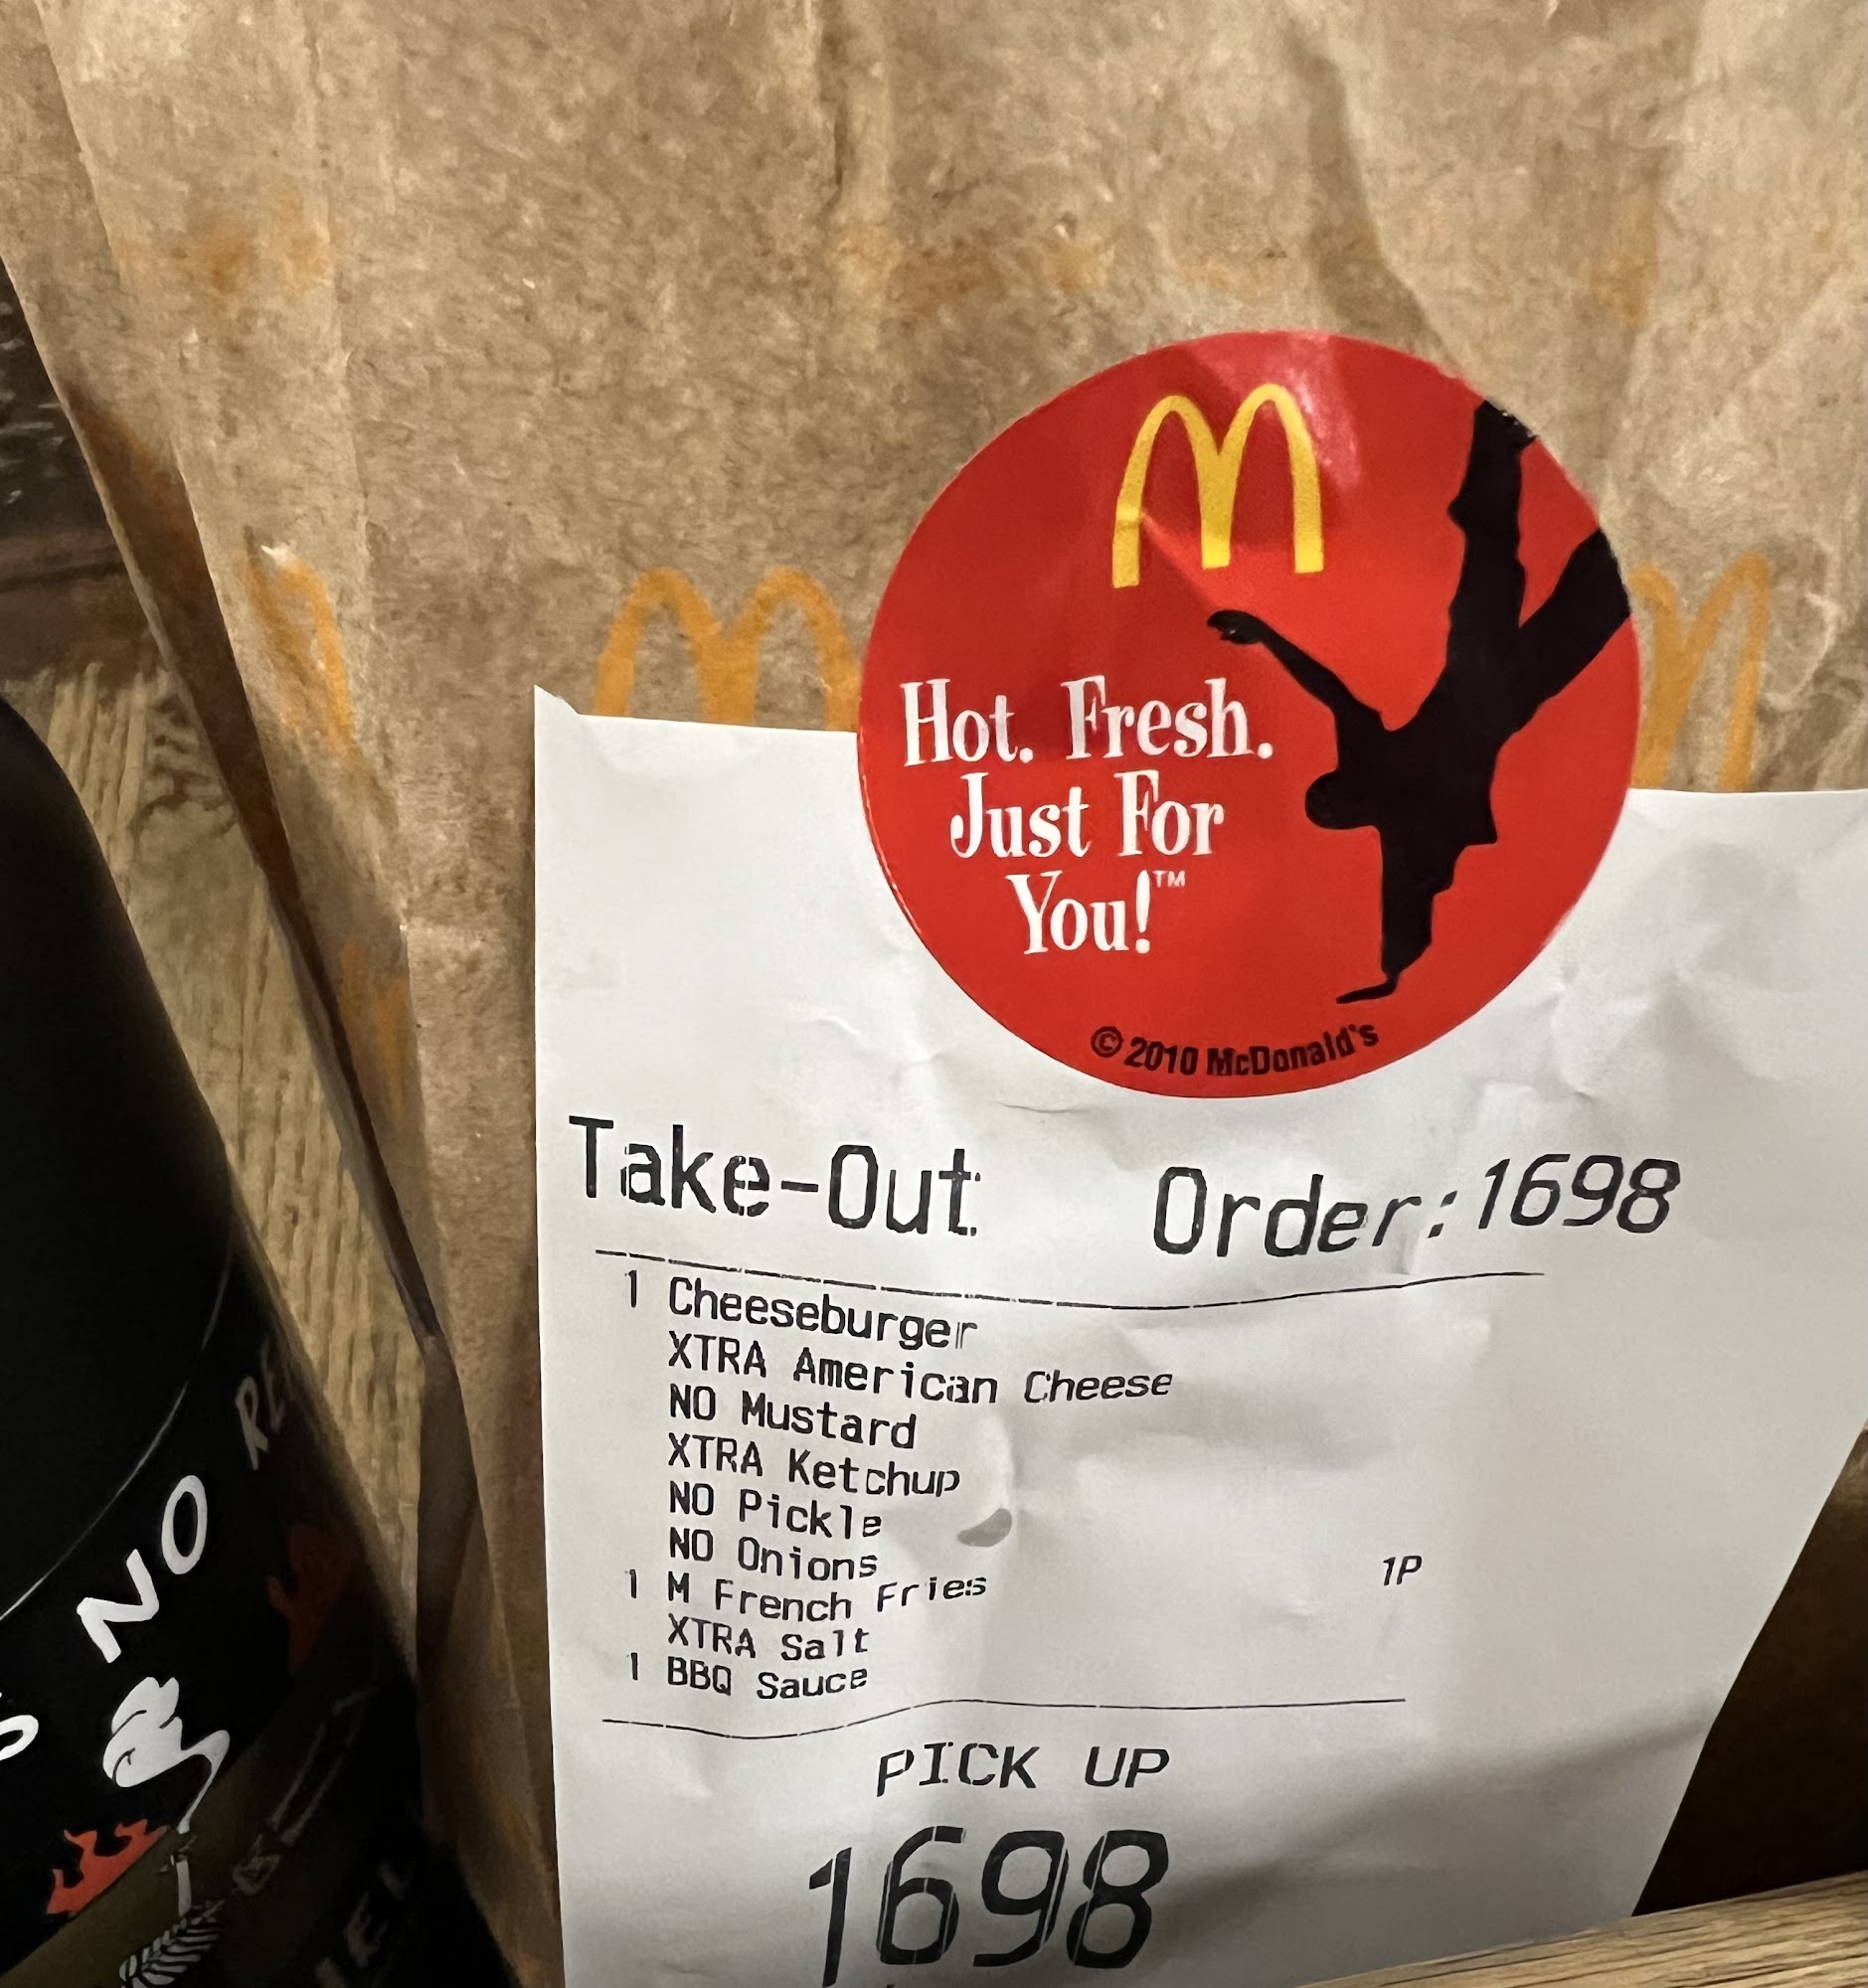 Hot. Fresh.
Just For
You!™
© 2010 McDonald's
Take-Out Order:1698
1 Cheeseburger
XTRA American Cheese
NO Mustard
XTRA Ketchup
NO Pickle
NO Onions
1 M French Fries 1P
XTRA Salt
1 BBQ Sauce
PICK UP
1698
NO